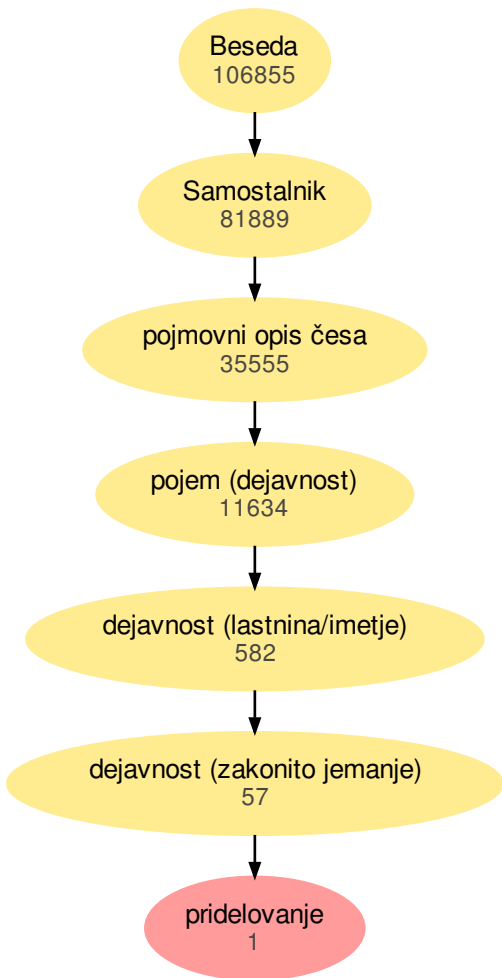 Beseda
106855
Samostalnik
81889
pojmovni opis česa
35555
pojem (dejavnost)
11634
dejavnost (lastnina/imetje)
582
dejavnost (zakonito jemanje)
57
pridelovanje
1